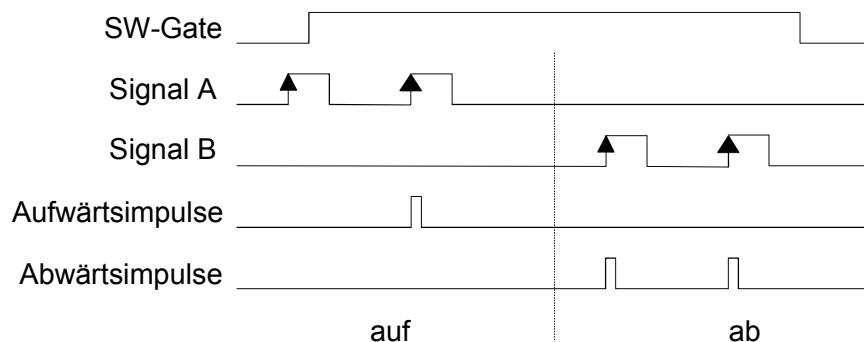 SW-Gate
Signal A
Signal B
Aufwärtsimpulse
Abwärtsimpulse
auf ab